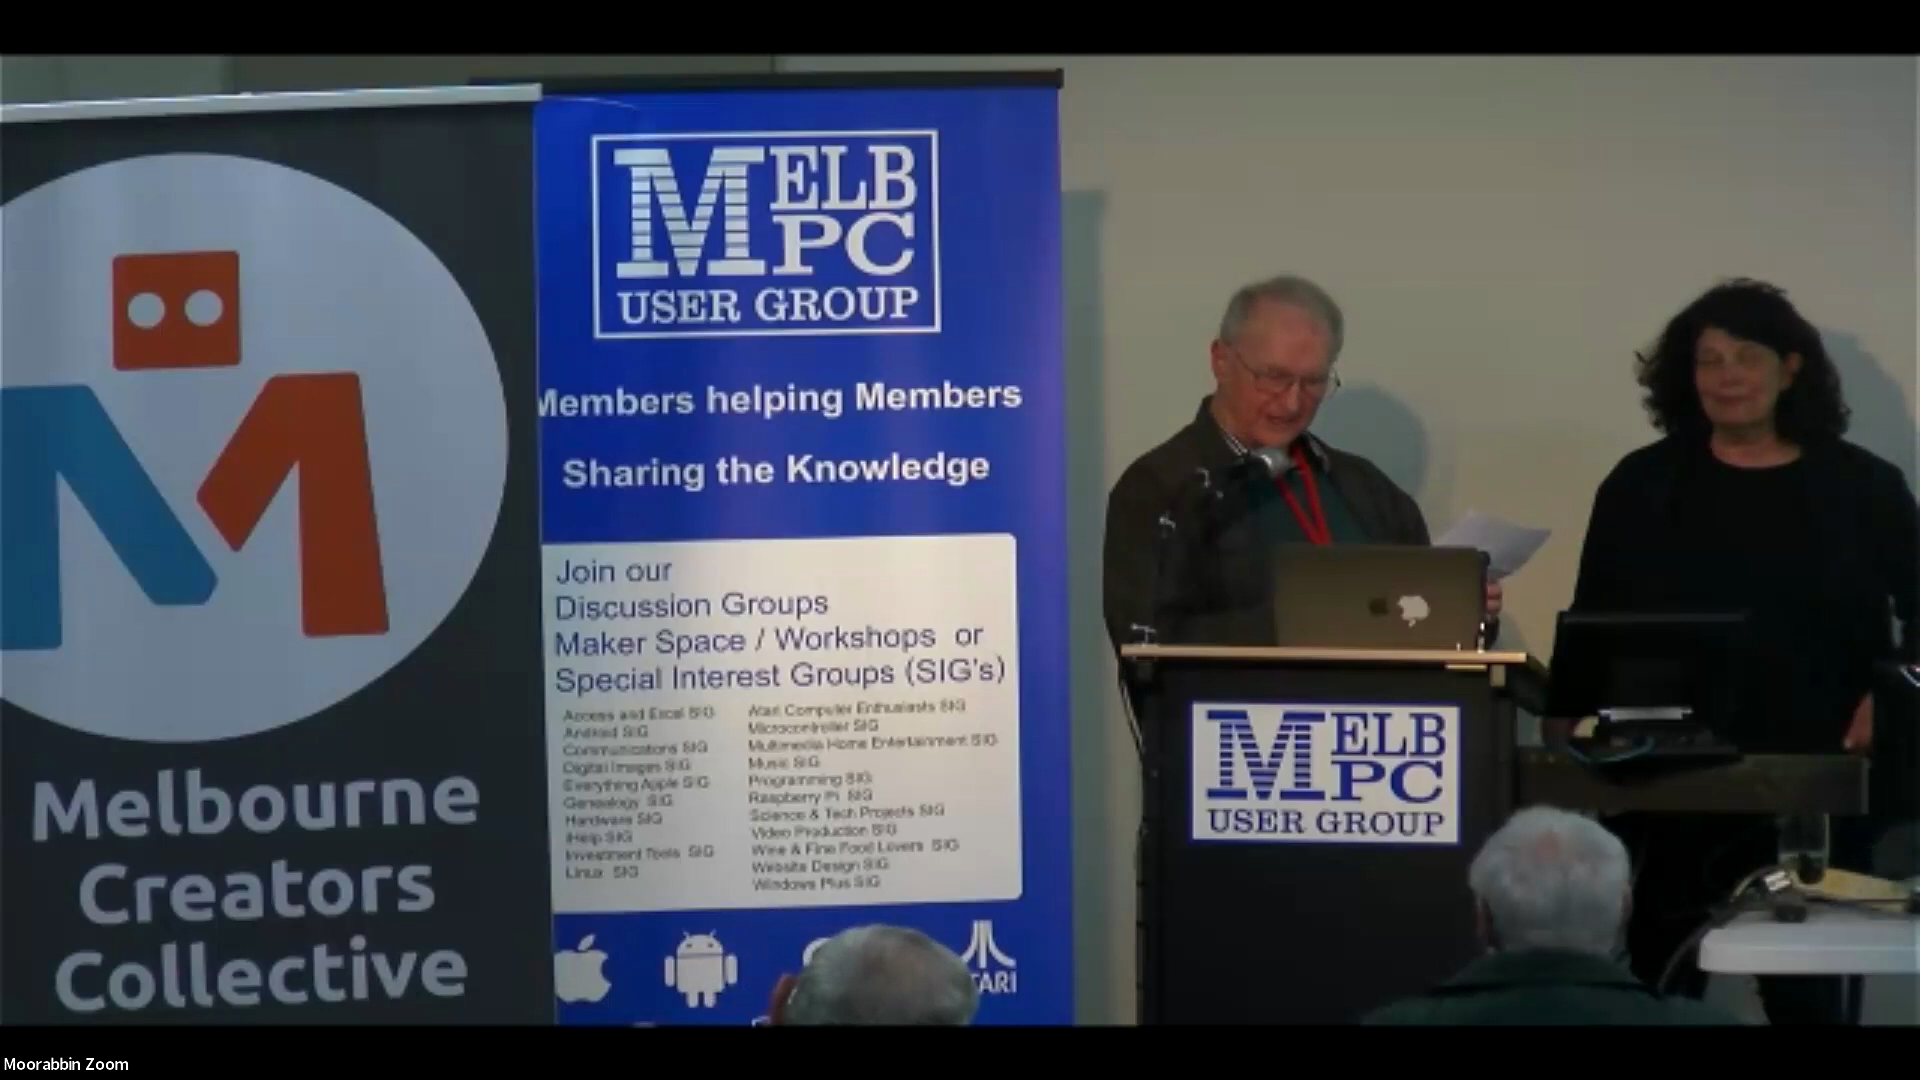 Melbourne
Creators
Collective
MELB
PC
USER GROUP
Members helping Members
Sharing the Knowledge
Join our
Discussion Groups
Maker Space / Workshops or
Special Interest Groups (SIG's)
Access and Excel SIG
Android SIG
Communications SIG
Digital Images SIG
Everything Apple SIG
Genealogy SIG
Hardware SIG
iHelp SIG
Investment Tools SIG
Linux SIG
Atari Computer Enthusiasts SIG
Microcontroller SIG
Multimedia Home Entertainment SIG
Music SIG
Programming SIG
Raspberry Pi SIG
Science & Tech Projects SIG
Video Production SIG
Wine & Fine Food Lovers SIG
Website Design SIG
Windows Plus SIG
TARI
MELB
PC
USER GROUP
Moorabbin Zoom